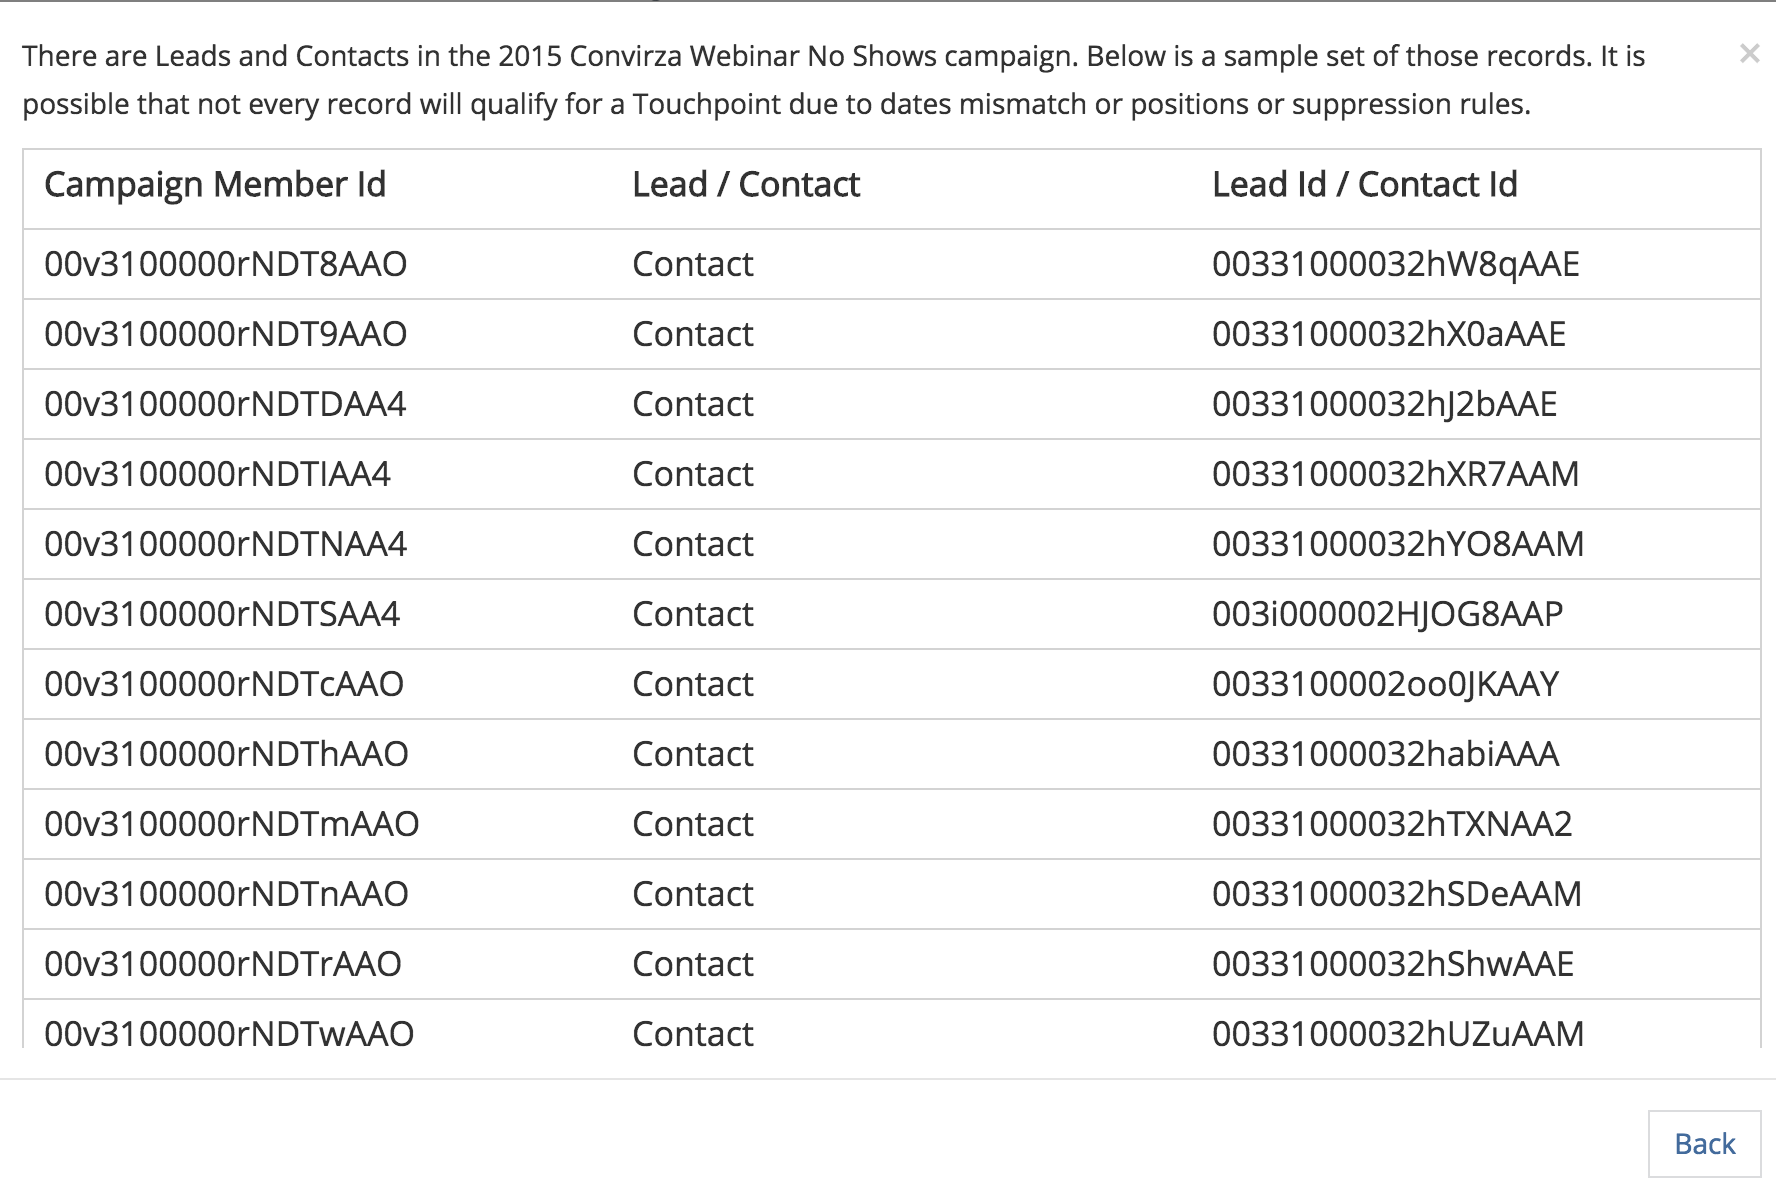 There are Leads and Contacts in the 2015 Convirza Webinar No Shows campaign. Below is a sample set of those records. It is
possible that not every record will qualify for a Touchpoint due to dates mismatch or positions or suppression rules.
×
Campaign Member Id Lead / Contact Lead Id / Contact Id
00v3100000rNDT8AAO Contact 00331000032hW8qAAE
00v3100000rNDT9AAO Contact 00331000032hX0aAAE
00v3100000rNDTDAA4 Contact 00331000032hJ2bAAE
00v3100000rNDTIAA4 Contact 00331000032hXR7AAM
00v3100000rNDTNAA4 Contact 00331000032hYO8AAM
00v3100000rNDTSAA4 Contact 003i000002HJOG8AAP
00v3100000rNDTcAAO Contact 0033100002oo0JKAAY
00v3100000rNDThAAO Contact 00331000032habiAAA
00v3100000rNDTmAAO Contact 00331000032hTXNAA2
00v3100000rNDTnAAO Contact 00331000032hSDeAAM
00v3100000rNDTrAAO Contact 00331000032hShwAAE
00v3100000rNDTwAAO Contact 00331000032hUZuAAM
Back